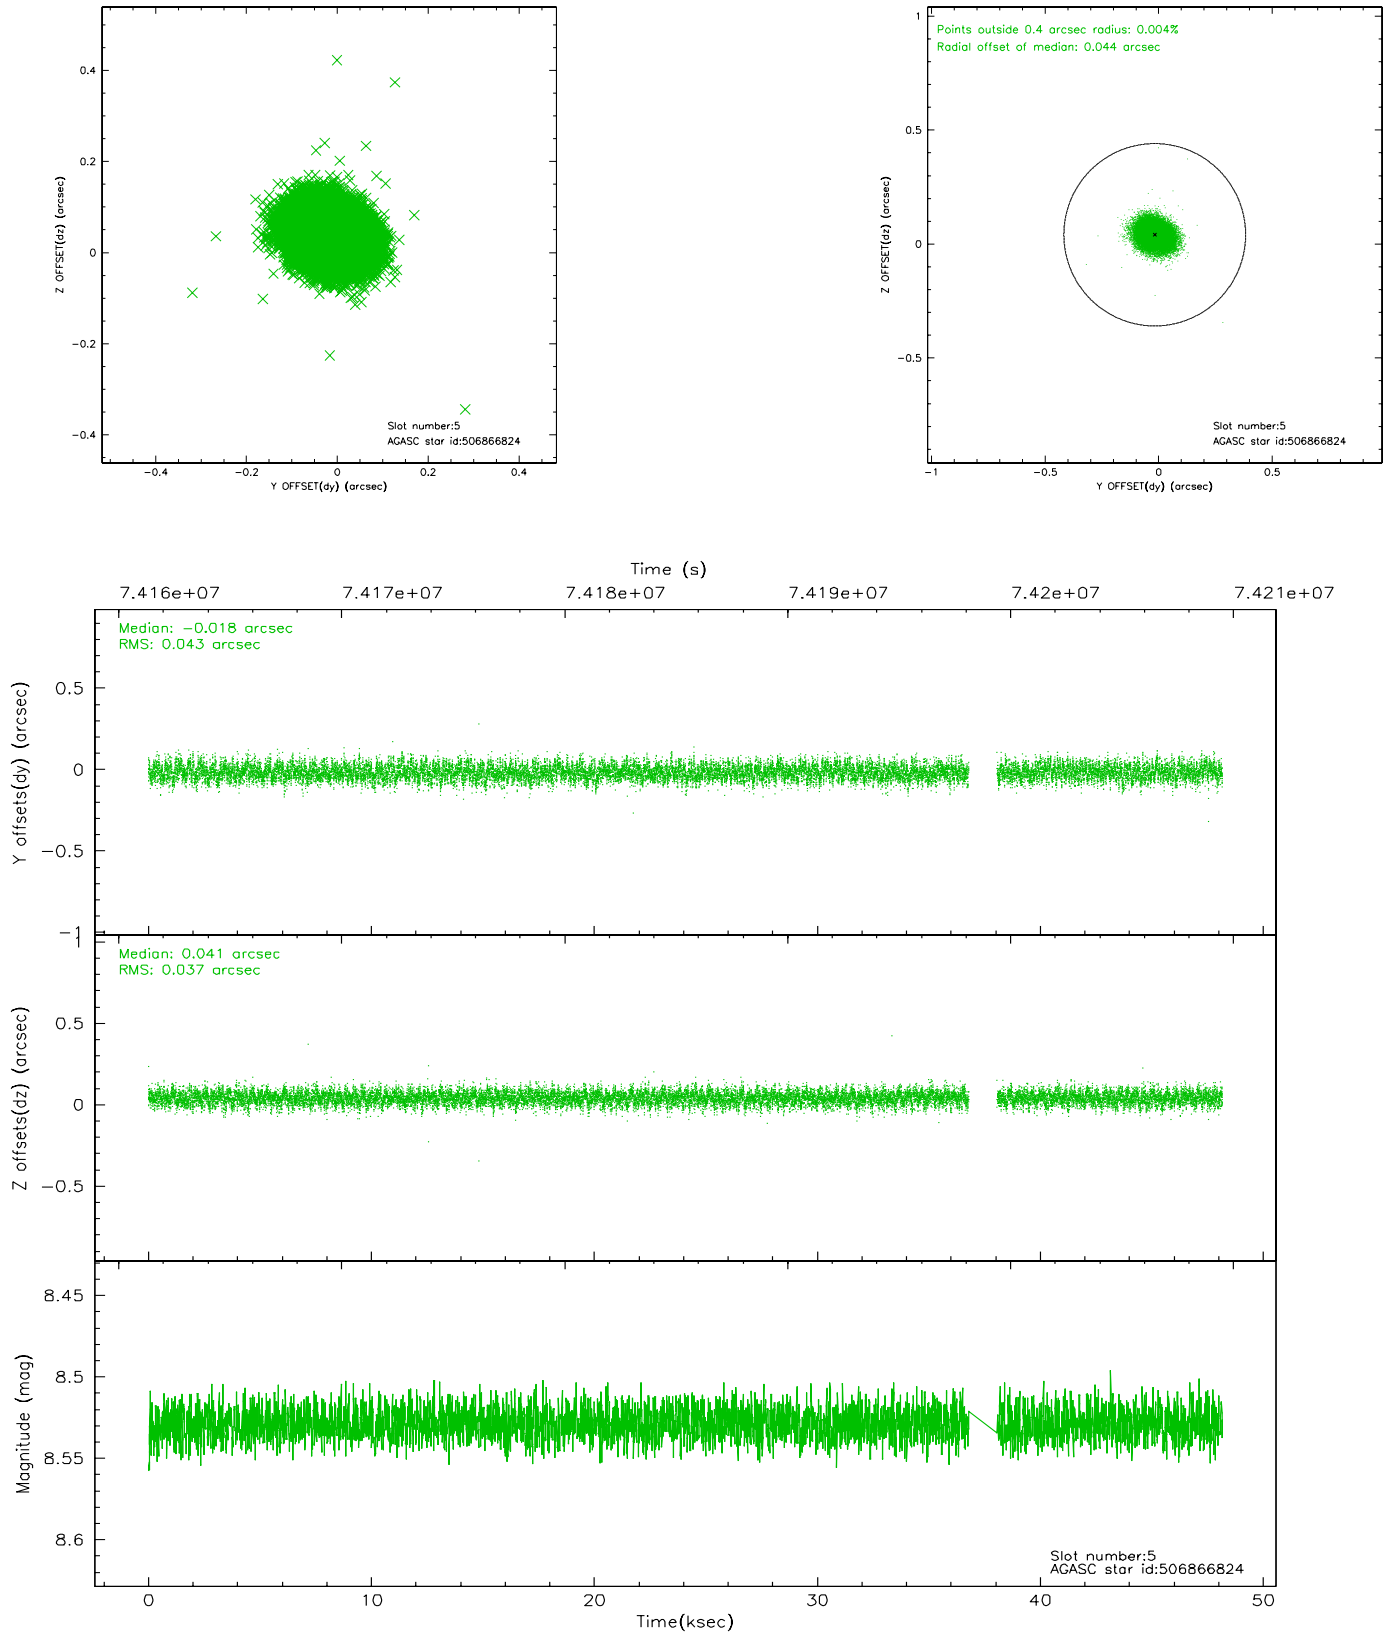 0.4
0.2
0
-0.2
-0.4
Z OFFSET(dz) (arcsec)
Slot number:5
AGASC star id:506866824
-0.4 -0.2 0 0.2 0.4
Y OFFSET(dy) (arcsec)
Points outside 0.4 arcsec radius: 0.004%
Radial offset of median: 0.044 arcsec
1
0.5
0
-0.5
Z OFFSET(dz) (arcsec)
Slot number:5
AGASC star id:506866824
-1 -0.5 0 0.5
Y OFFSET(dy) (arcsec)
Time (s)
7.416e+07 7.417e+07 7.418e+07 7.419e+07 7.42e+07 7.421e+07
Median: -0.018 arcsec
RMS: 0.043 arcsec
0.5
0
-0.5
-1
Y offsets(dy) (arcsec)
Median: 0.041 arcsec
RMS: 0.037 arcsec
1
0.5
0
-0.5
Z offsets(dz) (arcsec)
8.45
8.5
8.55
8.6
Magnitude (mag)
Slot number:5
AGASC star id:506866824
0 10 20 30 40 50
Time(ksec)